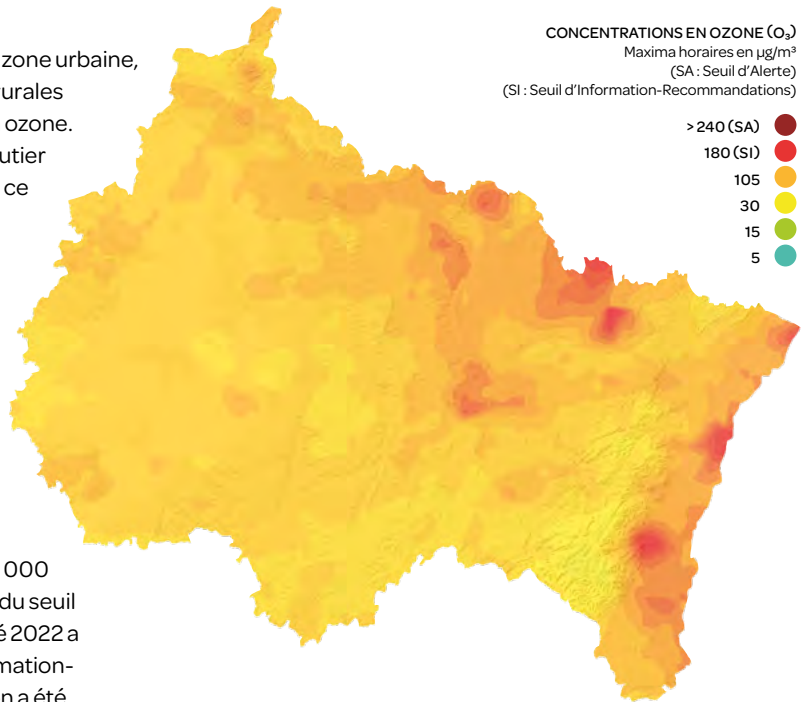 zone urbaine,
urales
ozone.
utier
ce
000
du seuil
é 2022 a
mation-
n a été
CONCENTRATIONS EN OZONE (O₃)
Maxima horaires en µg/m³
(SA : Seuil d'Alerte)
(SI : Seuil d'Information-Recommandations)
> 240 (SA)
180 (SI)
105
30
15
5